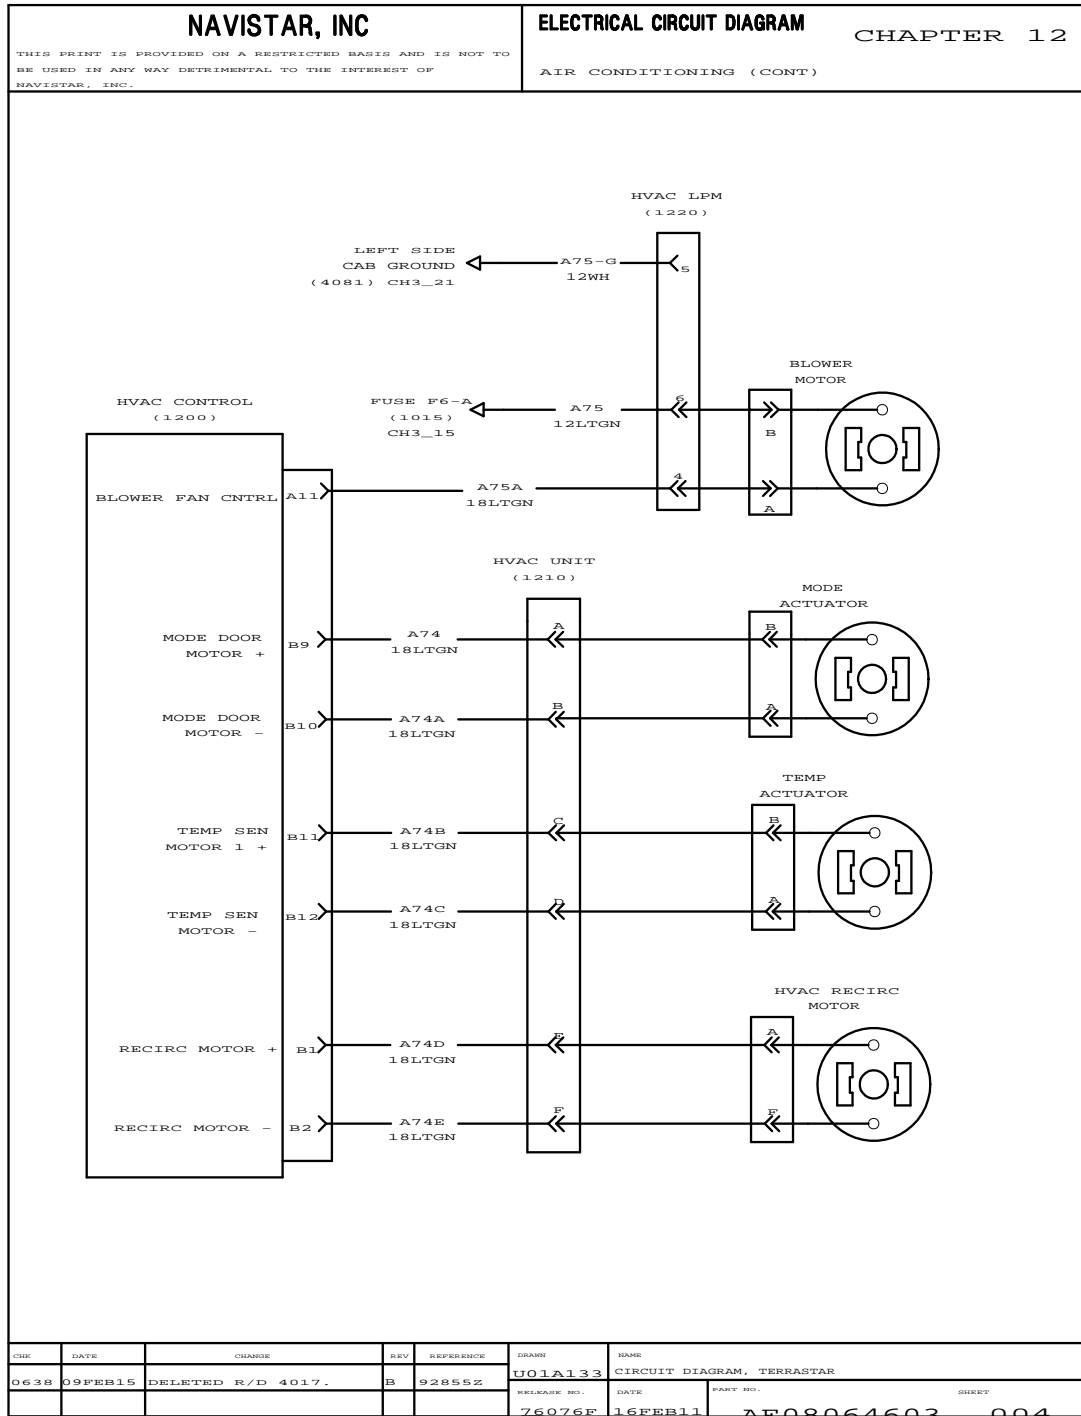 NAVISTAR, INC
THIS PRINT IS PROVIDED ON A RESTRICTED BASIS AND IS NOT TO
BE USED IN ANY WAY DETRIMENTAL TO THE INTEREST OF
NAVISTAR, INC.
ELECTRICAL CIRCUIT DIAGRAM
CHAPTER 12
AIR CONDITIONING (CONT)
HVAC LPM
(1220)
LEFT SIDE
CAB GROUND
(4081) CH3_21
A75-G
12WH
5
BLOWER
MOTOR
HVAC CONTROL
(1200)
FUSE F6-A
(1015)
CH3_15
A75
12LTGN
6
B
BLOWER FAN CNTRL
A11
A75A
18LTGN
4
A
HVAC UNIT
(1210)
MODE
ACTUATOR
MODE DOOR
MOTOR +
B9
A74
18LTGN
A
B
MODE DOOR
MOTOR -
B10
A74A
18LTGN
B
A
TEMP
ACTUATOR
TEMP SEN
MOTOR 1 +
B11
A74B
18LTGN
C
B
TEMP SEN
MOTOR -
B12
A74C
18LTGN
D
A
HVAC RECIRC
MOTOR
RECIRC MOTOR +
B1
A74D
18LTGN
E
A
RECIRC MOTOR -
B2
A74E
18LTGN
F
F
CHK DATE CHANGE REV REFERENCE
0638 09FEB15 DELETED R/D 4017. B 92855Z
DRAWN
U01A133
NAME
CIRCUIT DIAGRAM, TERRASTAR
RELEASE NO.
76076F
DATE
16FEB11
PART NO.
AF08064603
SHEET
004